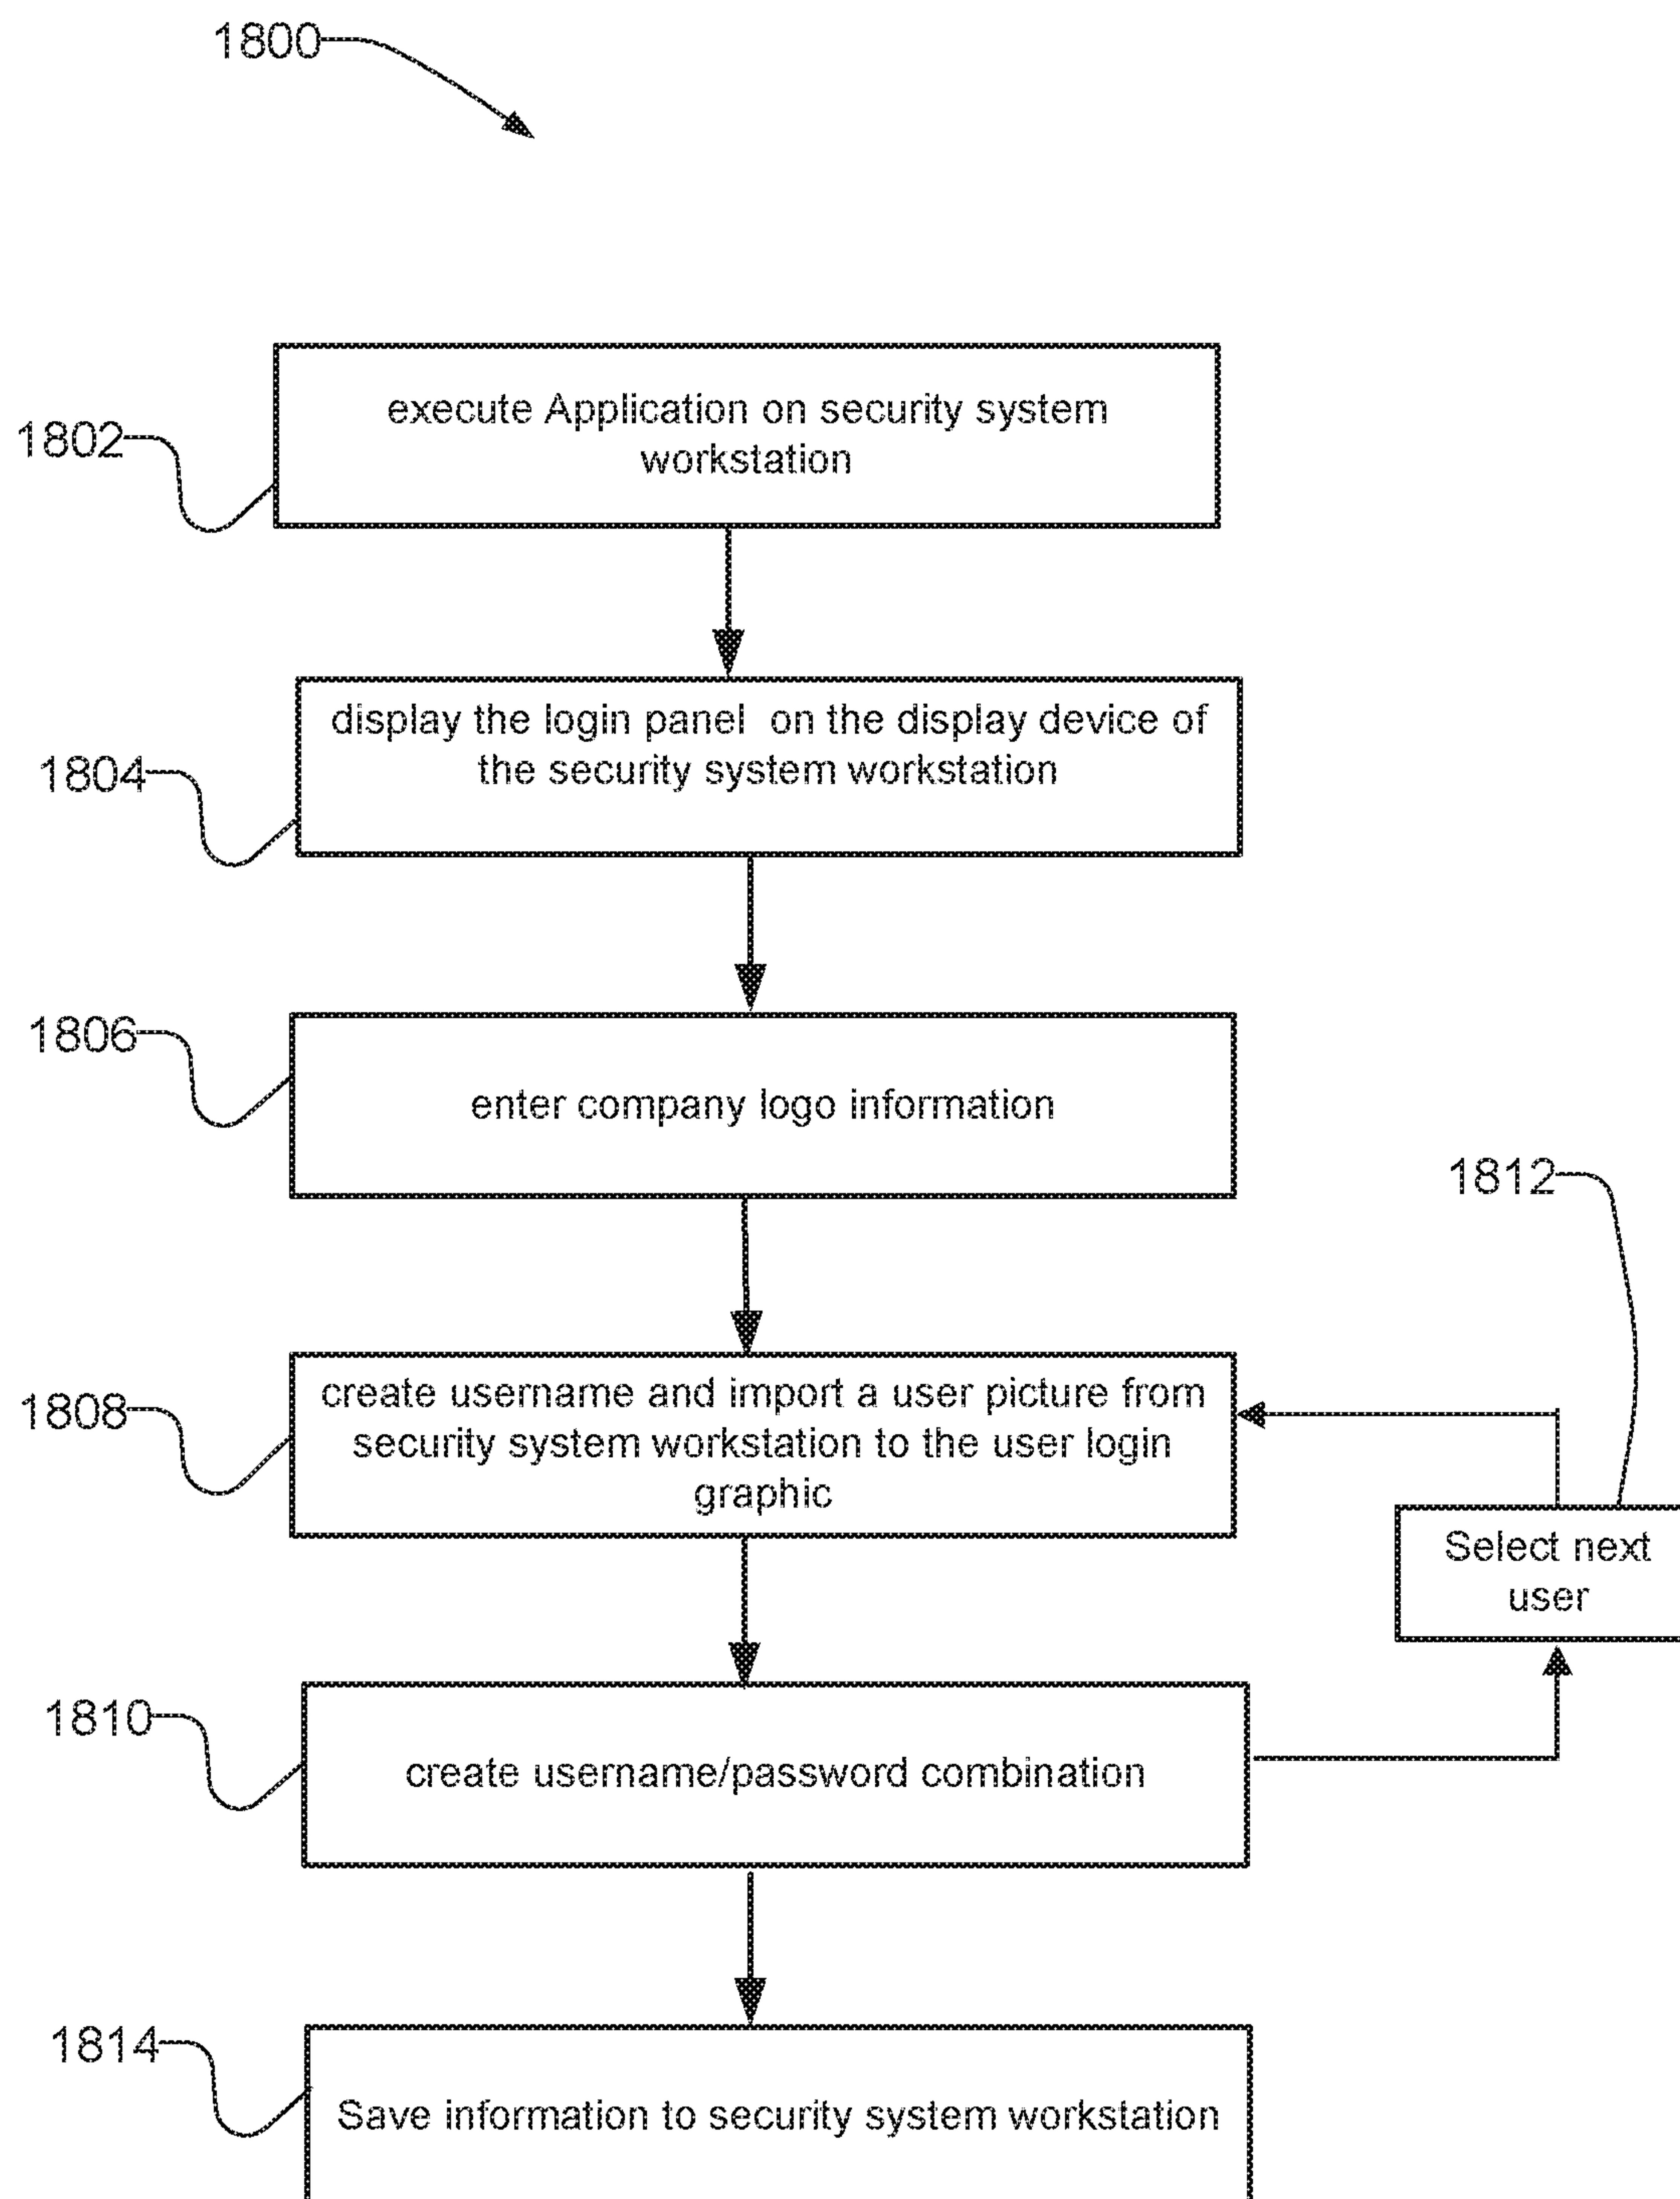 1800
1802
execute Application on security system
workstation
1804
display the login panel on the display device of
the security system workstation
1806
enter company logo information
1812
1808
create username and import a user picture from
security system workstation to the user login
graphic
Select next
user
1810
create username/password combination
1814
Save information to security system workstation